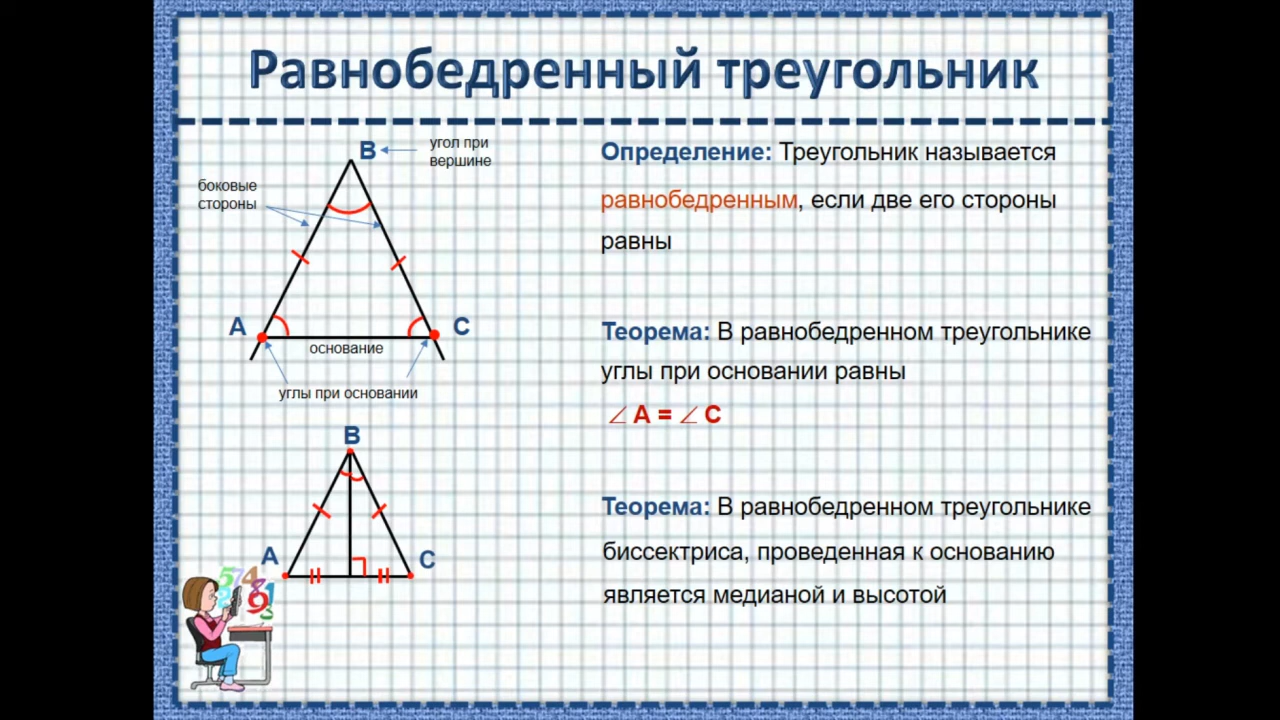 Равнобедренный треугольник
B
угол при
вершине
боковые
стороны
A
C
основание
углы при основании
Определение: Треугольник называется
равнобедренным, если две его стороны
равны
Теорема: В равнобедренном треугольнике
углы при основании равны
∠ A = ∠ C
B
A
C
Теорема: В равнобедренном треугольнике
биссектриса, проведенная к основанию
является медианой и высотой